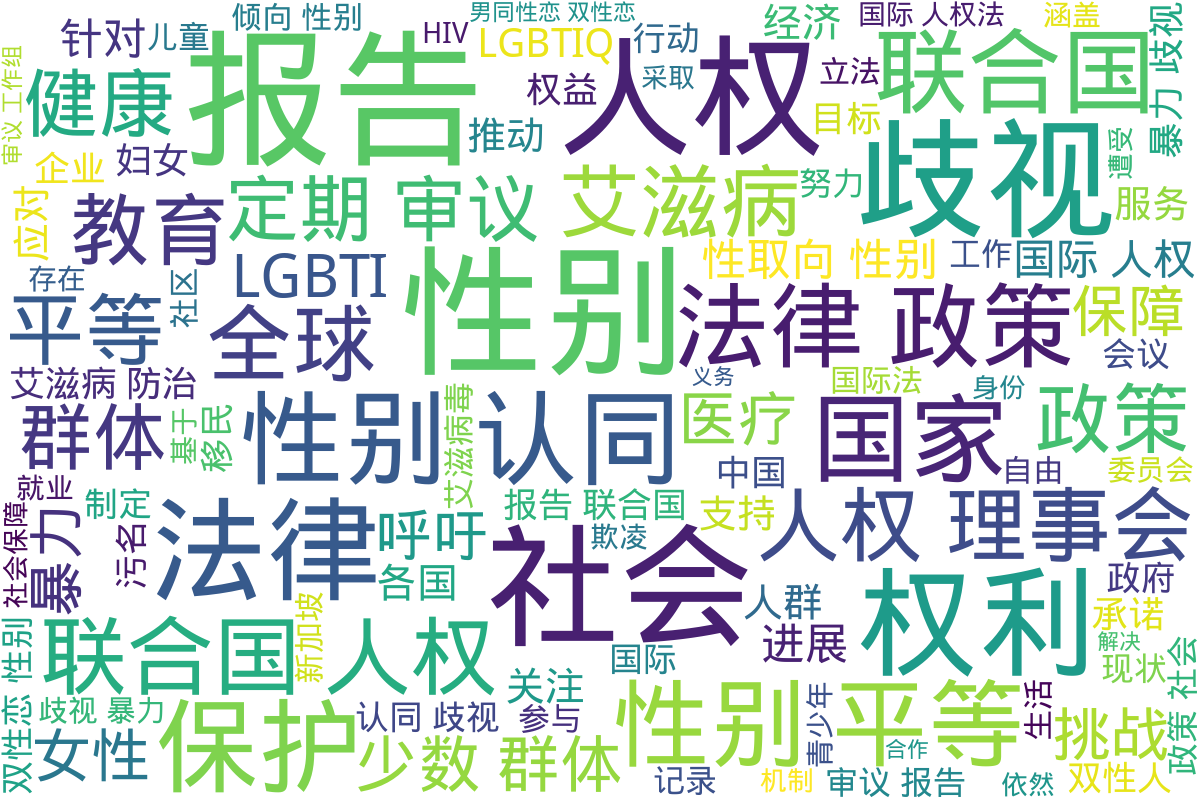 男同性恋 双性恋
国际 人权法
涵盖
倾向 性别
HIV
LGBTIQ
行动
经济
针对
儿童
报告
人权
联合国
暴力 歧视
采取
立法
权益
健康
审议 工作组
推动
目标
歧视
遭受
妇女
企业
定期 审议
艾滋病
努力
服务
教育
应对
性取向 性别
工作
国际 人权
LGBTI
存在
社区
性别
法律 政策
保障
平等
全球
会议
艾滋病 防治
义务
国际法
身份
政策
群体
基于
移民
性别 认同
艾滋病毒
医疗
国家
中国
自由
委员会
就业
社会保障
制定
报告 联合国
支持
人权 理事会
暴力
污名
法律
呼吁
欺凌
社会
各国
权利
政府
人群
承诺
新加坡
联合国 人权
双性恋 性别
进展
解决
国际
现状
政策 社会
关注
性别 平等
青少年
生活
歧视 暴力
保护
认同 歧视
参与
挑战
女性
少数 群体
合作
记录
机制
审议 报告
依然
双性人